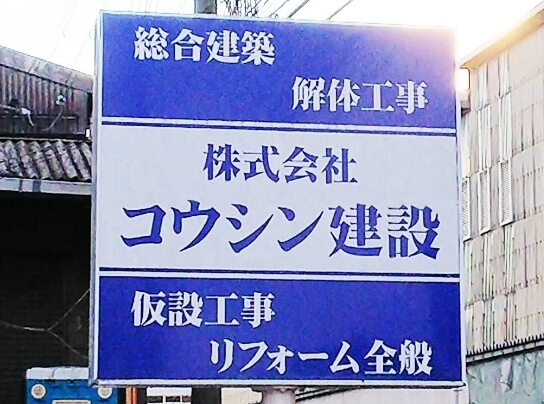 総合建築
解体工事
株式会社
コウシン建設
仮設工事
リフォーム全般